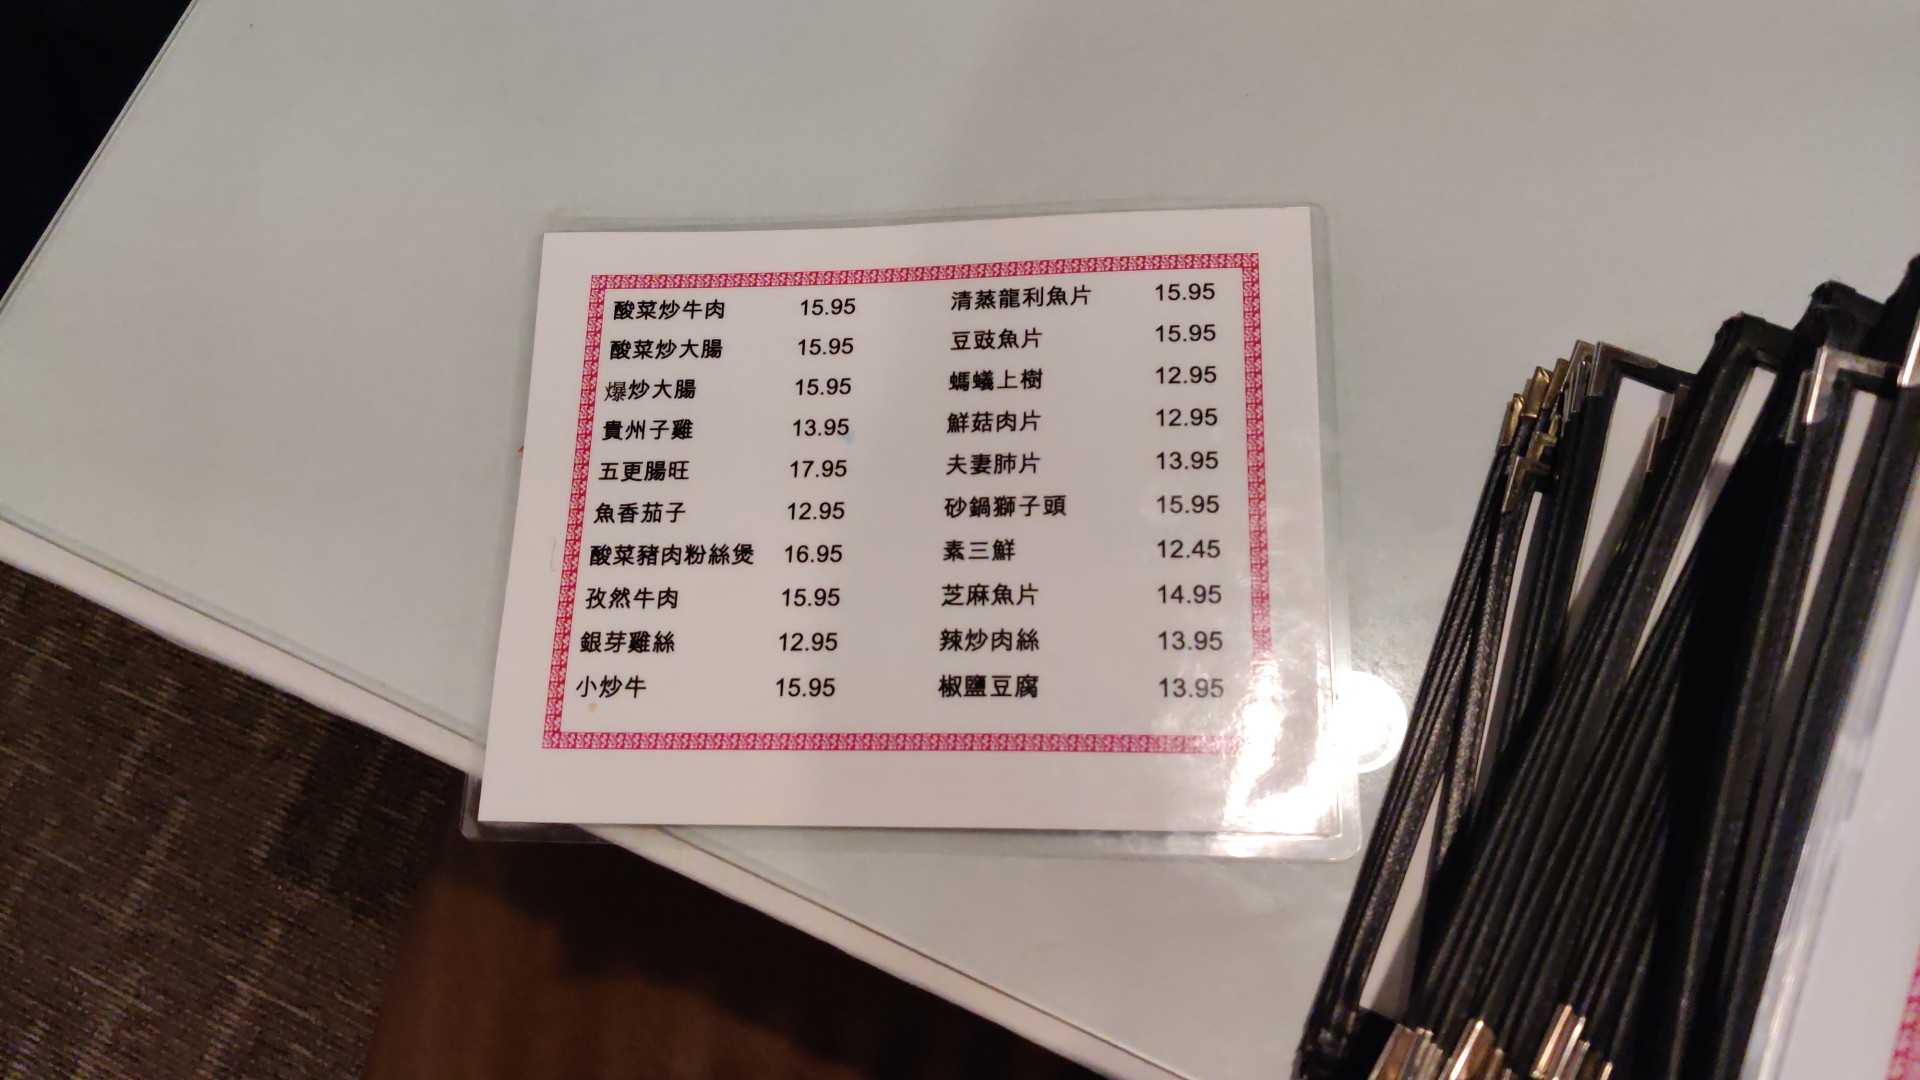 酸菜炒牛肉 15.95
酸菜炒大腸 15.95
爆炒大腸 15.95
貴州子雞 13.95
五更腸旺 17.95
魚香茄子 12.95
酸菜豬肉粉絲煲 16.95
孜然牛肉 15.95
銀芽雞絲 12.95
小炒牛 15.95
清蒸龍利魚片 15.95
豆豉魚片 15.95
螞蟻上樹 12.95
鮮菇肉片 12.95
夫妻肺片 13.95
砂鍋獅子頭 15.95
素三鮮 12.45
芝麻魚片 14.95
辣炒肉絲 13.95
椒鹽豆腐 13.95